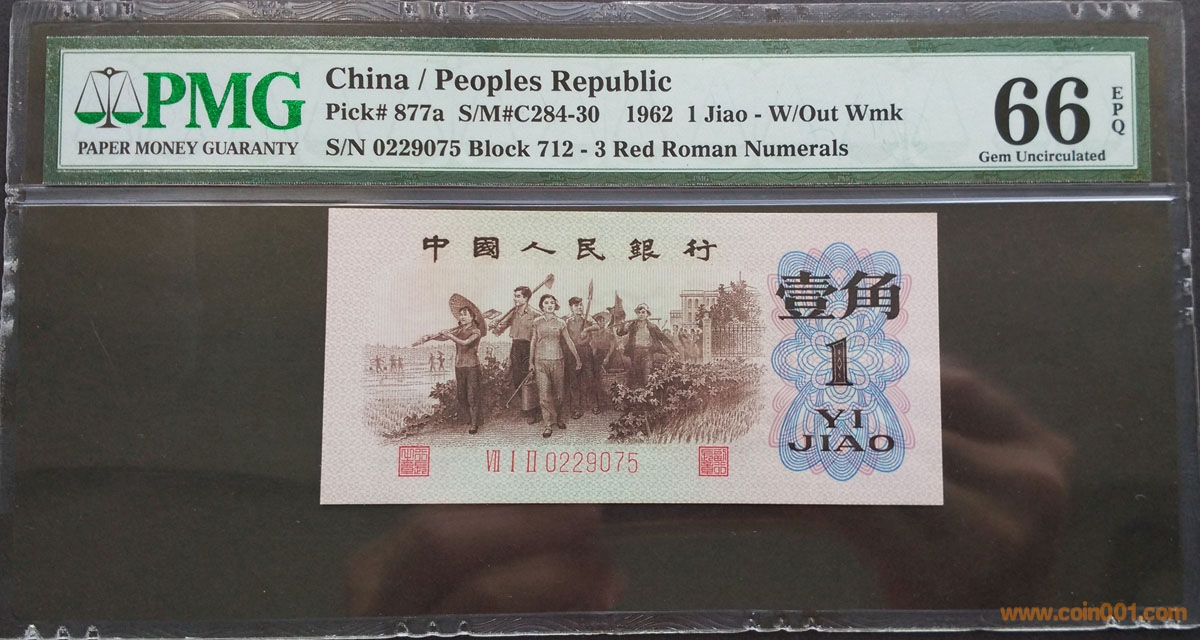 PMG
PAPER MONEY GUARANTY
China / Peoples Republic
Pick# 877a S/M#C284-30 1962 1 Jiao - W/Out Wmk
S/N 0229075 Block 712 - 3 Red Roman Numerals
66
EPQ
Gem Uncirculated
中國人民銀行
壹角
1
YI
JIAO
VII I II 0229075
www.coin001.com